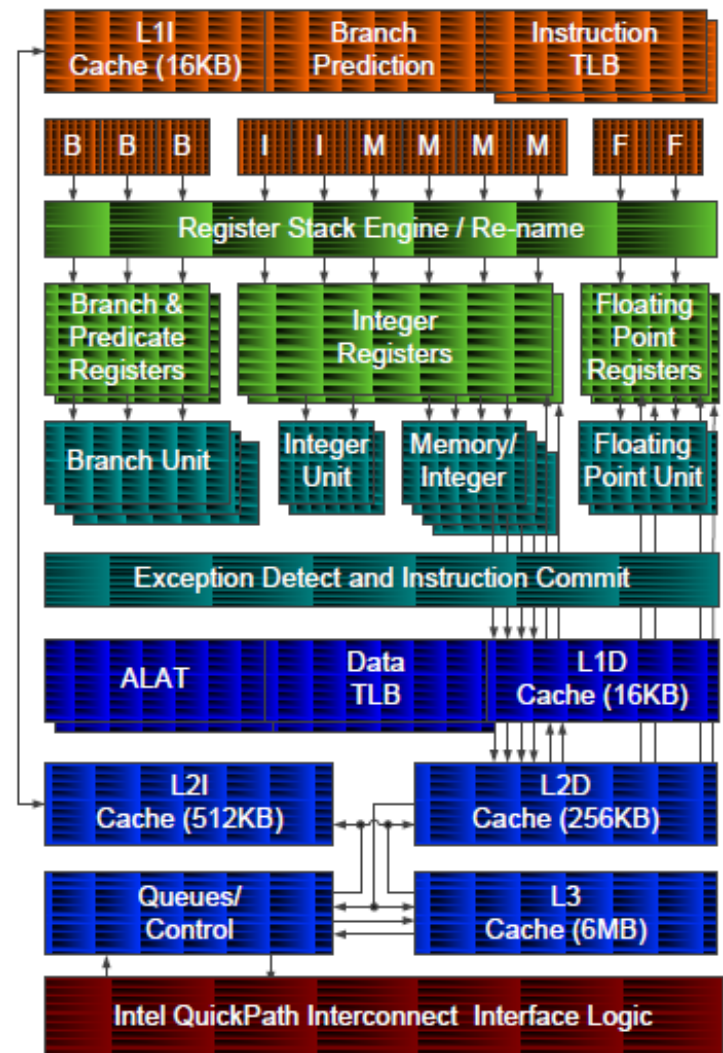 L1I
Cache (16KB)
Branch
Prediction
Instruction
TLB
B B B I I M M M M F F
Register Stack Engine / Re-name
Branch &
Predicate
Registers
Integer
Registers
Floating
Point
Registers
Branch Unit
Integer
Unit
Memory/
Integer
Floating
Point Unit
Exception Detect and Instruction Commit
ALAT
Data
TLB
L1D
Cache (16KB)
L2I
Cache (512KB)
L2D
Cache (256KB)
Queues/
Control
L3
Cache (6MB)
Intel QuickPath Interconnect Interface Logic